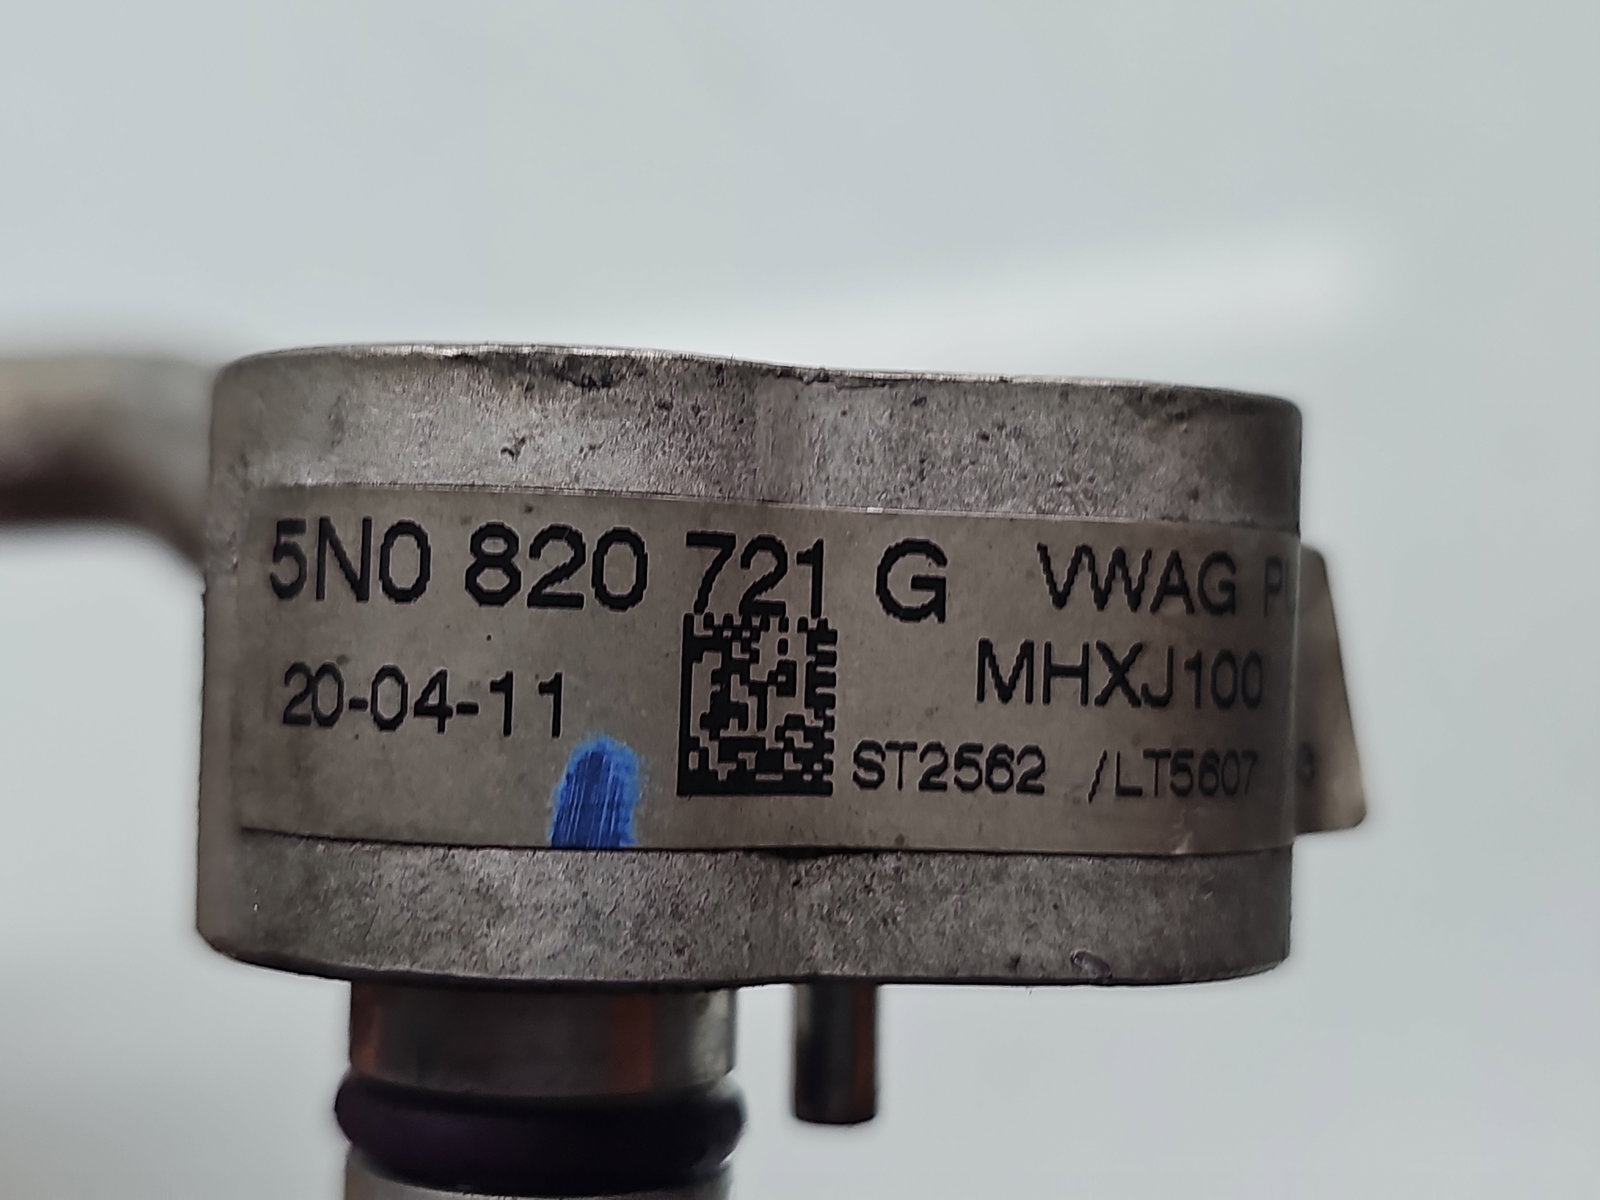 5N0 820 721 G VWAG
20-04-11 MHXJ100
ST2562 /LT5607